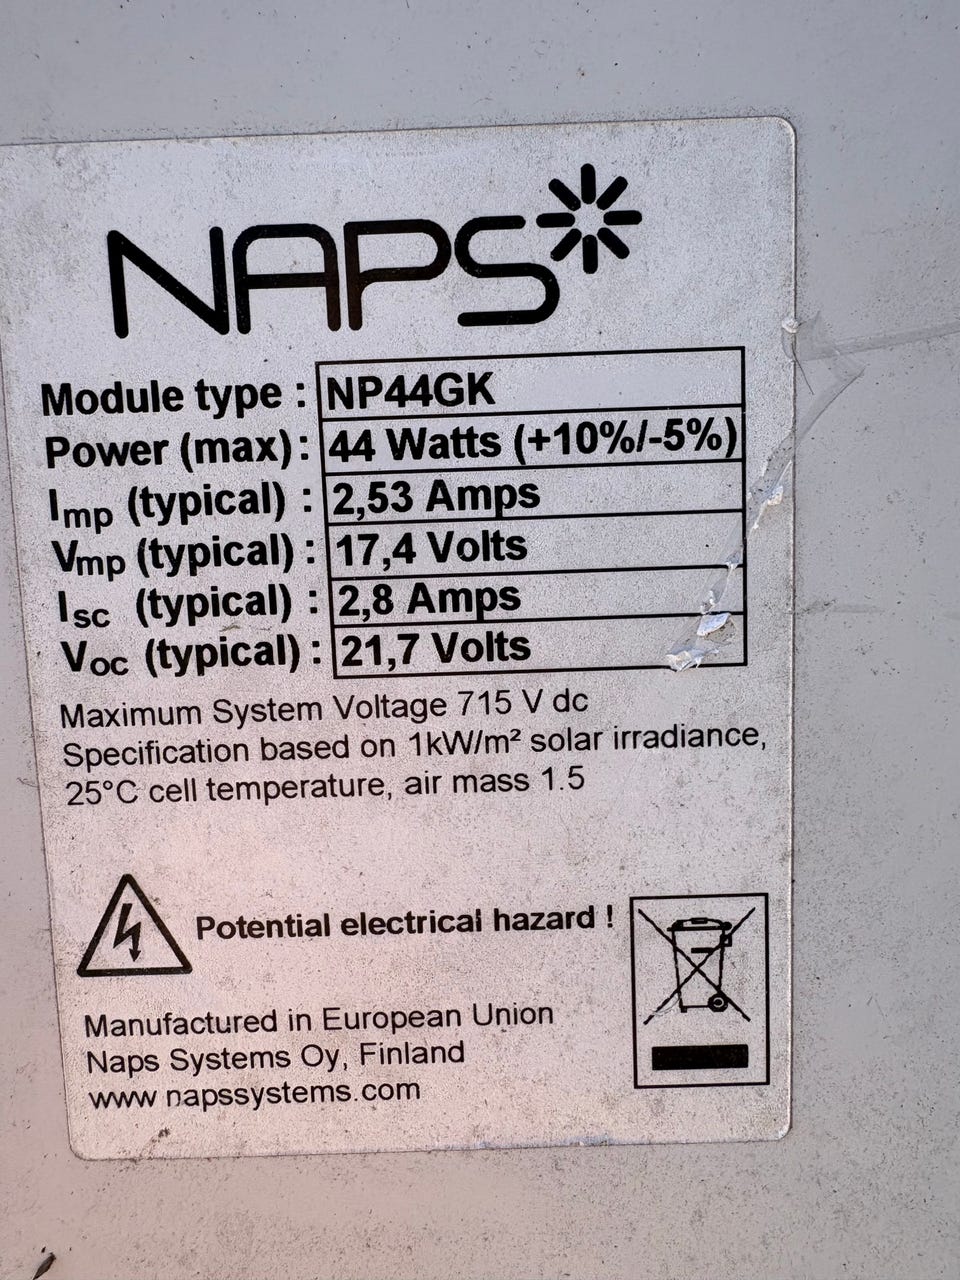 NAPS
Module type : NP44GK
Power (max): 44 Watts (+10%/-5%)
Imp (typical) : 2,53 Amps
Vmp (typical) : 17,4 Volts
Isc (typical) : 2,8 Amps
Voc (typical) : 21,7 Volts
Maximum System Voltage 715 V dc
Specification based on 1kW/m² solar irradiance,
25°C cell temperature, air mass 1.5
Potential electrical hazard !
Manufactured in European Union
Naps Systems Oy, Finland
www napssystems.com